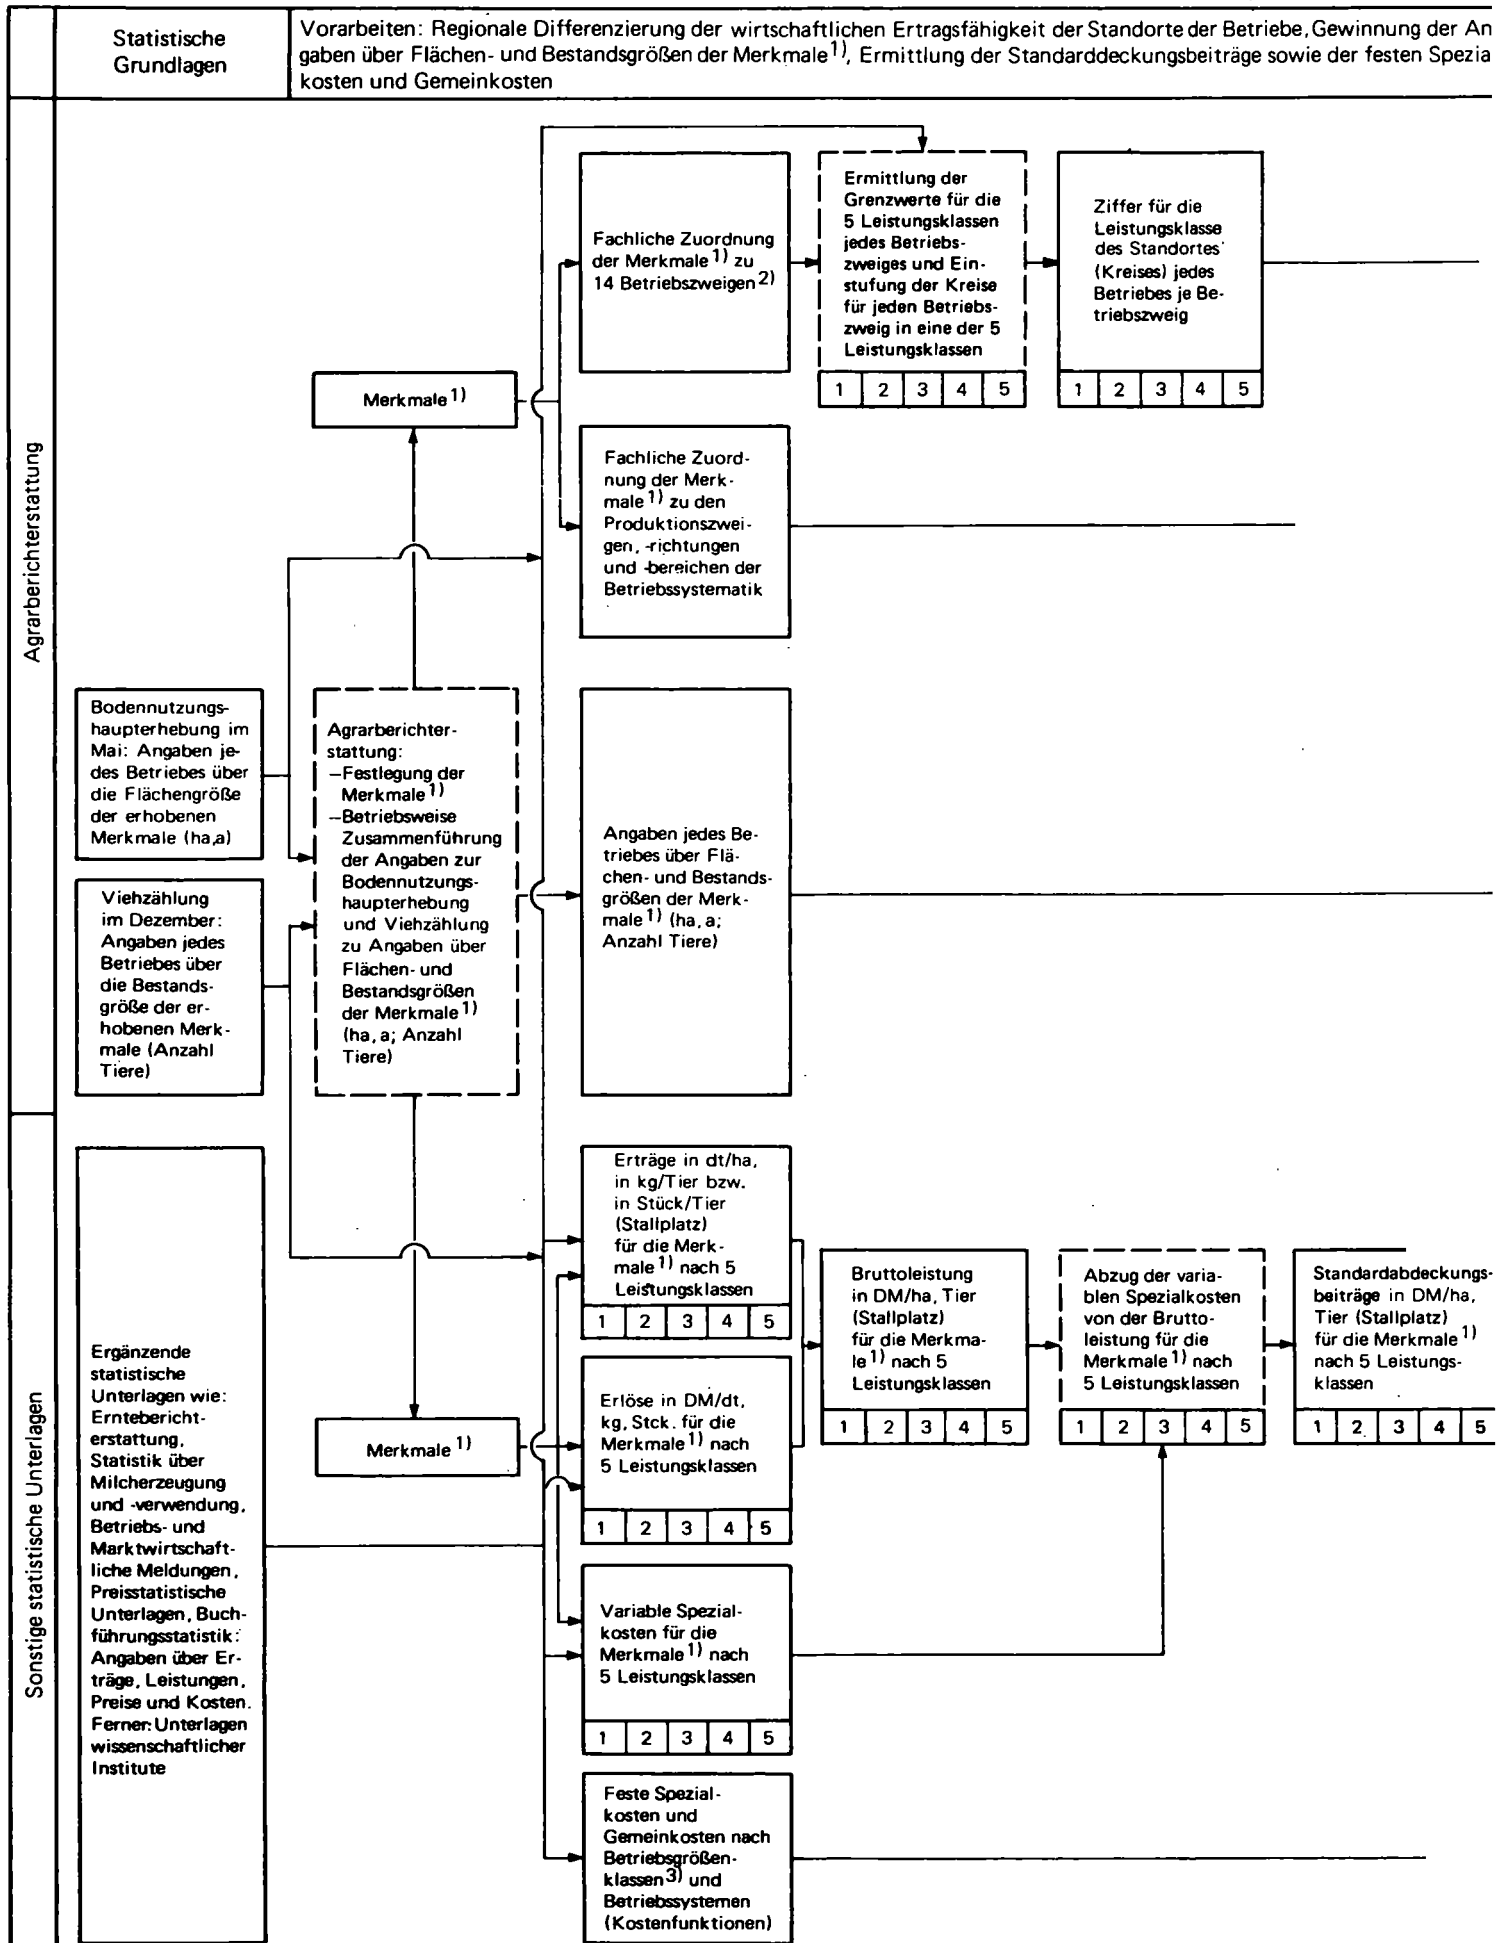 Statistische
Grundlagen
Vorarbeiten: Regionale Differenzierung der wirtschaftlichen Ertragsfähigkeit der Standorte der Betriebe, Gewinnung der An
gaben über Flächen- und Bestandsgrößen der Merkmale 1), Ermittlung der Standarddeckungsbeiträge sowie der festen Spezia
kosten und Gemeinkosten
Agrarberichterstattung
Fachliche Zuordnung
der Merkmale 1) zu
14 Betriebszweigen 2)
Ermittlung der
Grenzwerte für die
5 Leistungsklassen
jedes Betriebs-
zweiges und Ein-
stufung der Kreise
für jeden Betriebs-
zweig in eine der 5
Leistungsklassen
1 2 3 4 5
Ziffer für die
Leistungsklasse
des Standortes
(Kreises) jedes
Betriebes je Be-
triebszweig
1 2 3 4 5
Merkmale 1)
Fachliche Zuord-
nung der Merk-
male 1) zu den
Produktionszwei-
gen, -richtungen
und -bereichen der
Betriebssystematik
Bodennutzungs-
haupterhebung im
Mai: Angaben je-
des Betriebes über
die Flächengröße
der erhobenen
Merkmale (ha,a)
Viehzählung
im Dezember:
Angaben jedes
Betriebes über
die Bestands-
größe der er-
hobenen Merk-
male (Anzahl
Tiere)
Agrarberichter-
stattung:
—Festlegung der
Merkmale 1)
—Betriebsweise
Zusammenführung
der Angaben zur
Bodennutzungs-
haupterhebung
und Viehzählung
zu Angaben über
Flächen- und
Bestandsgrößen
der Merkmale 1)
(ha, a; Anzahl
Tiere)
Angaben jedes Be-
triebes über Flä-
chen- und Bestands-
größen der Merk-
male 1) (ha, a;
Anzahl Tiere)
Sonstige statistische Unterlagen
Ergänzende
statistische
Unterlagen wie:
Erntebericht-
erstattung,
Statistik über
Milcherzeugung
und -verwendung,
Betriebs- und
Marktwirtschaft-
liche Meldungen,
Preisstatistische
Unterlagen, Buch-
führungsstatistik:
Angaben über Er-
träge, Leistungen,
Preise und Kosten.
Ferner: Unterlagen
wissenschaftlicher
Institute
Merkmale 1)
Erträge in dt/ha,
in kg/Tier bzw.
in Stück/Tier
(Stallplatz)
für die Merk-
male 1) nach 5
Leistungsklassen
1 2 3 4 5
Erlöse in DM/dt,
kg, Stck. für die
Merkmale 1) nach
5 Leistungsklassen
1 2 3 4 5
Variable Spezial-
kosten für die
Merkmale 1) nach
5 Leistungsklassen
1 2 3 4 5
Feste Spezial-
kosten und
Gemeinkosten nach
Betriebsgrößen-
klassen 3) und
Betriebssystemen
(Kostenfunktionen)
Bruttoleistung
in DM/ha, Tier
(Stallplatz)
für die Merkma-
le 1) nach 5
Leistungsklassen
1 2 3 4 5
Abzug der varia-
blen Spezialkosten
von der Brutto-
leistung für die
Merkmale 1) nach
5 Leistungsklassen
1 2 3 4 5
Standardabdeckungs-
beiträge in DM/ha,
Tier (Stallplatz)
für die Merkmale 1)
nach 5 Leistungs-
klassen
1 2 3 4 5